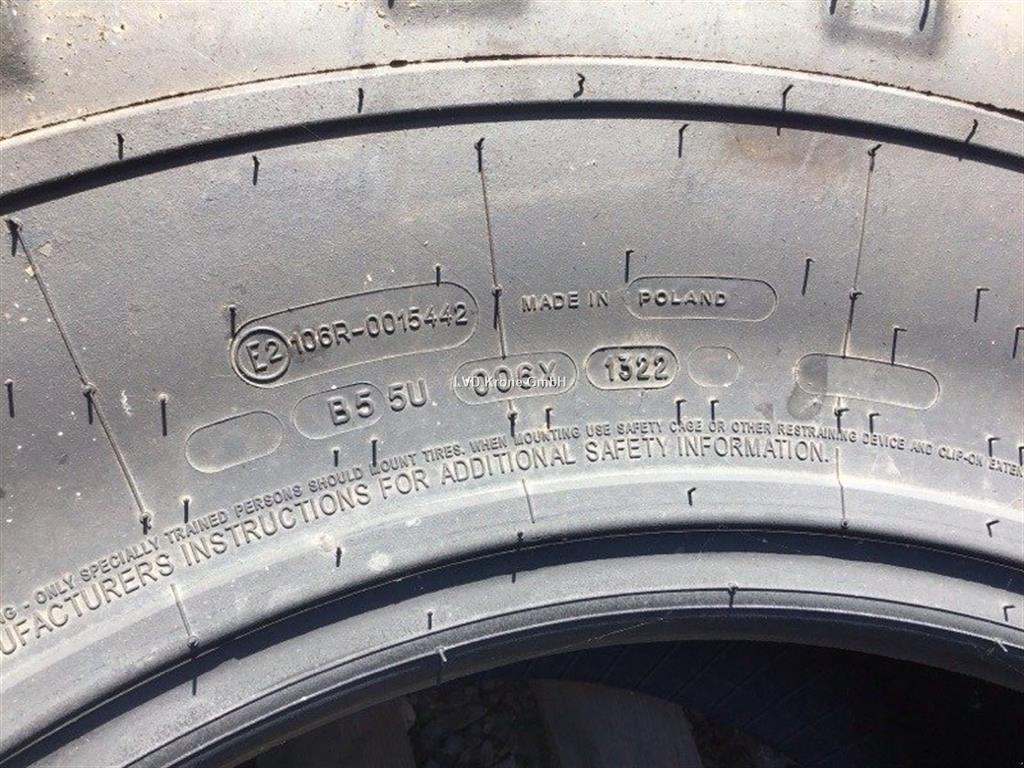 E2 106R-0015442
MADE IN POLAND
B5 5U 006Y 1322
LVD Krone GmbH
- ONLY SPECIALLY TRAINED PERSONS SHOULD MOUNT TIRES. WHEN MOUNTING USE SAFETY CAGE OR OTHER RESTRAINING DEVICE AND CLIP-ON
INSTRUCTIONS FOR ADDITIONAL SAFETY INFORMATION.